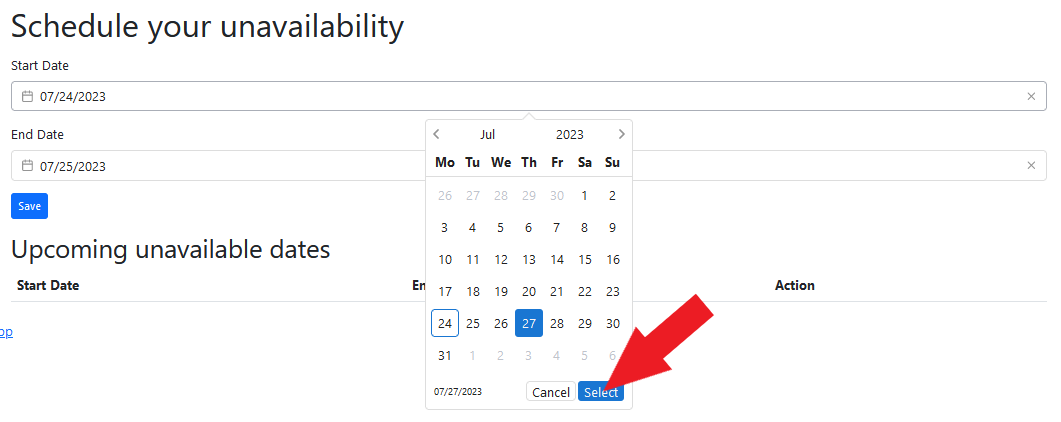 Schedule your unavailability
Start Date
07/24/2023
End Date
07/25/2023
Save
Upcoming unavailable dates
Start Date En Action
op
Jul 2023
Mo Tu We Th Fr Sa Su
26 27 28 29 30 1 2
3 4 5 6 7 8 9
10 11 12 13 14 15 16
17 18 19 20 21 22 23
24 25 26 27 28 29 30
31 1 2 3 4 5 6
07/27/2023 Cancel Select